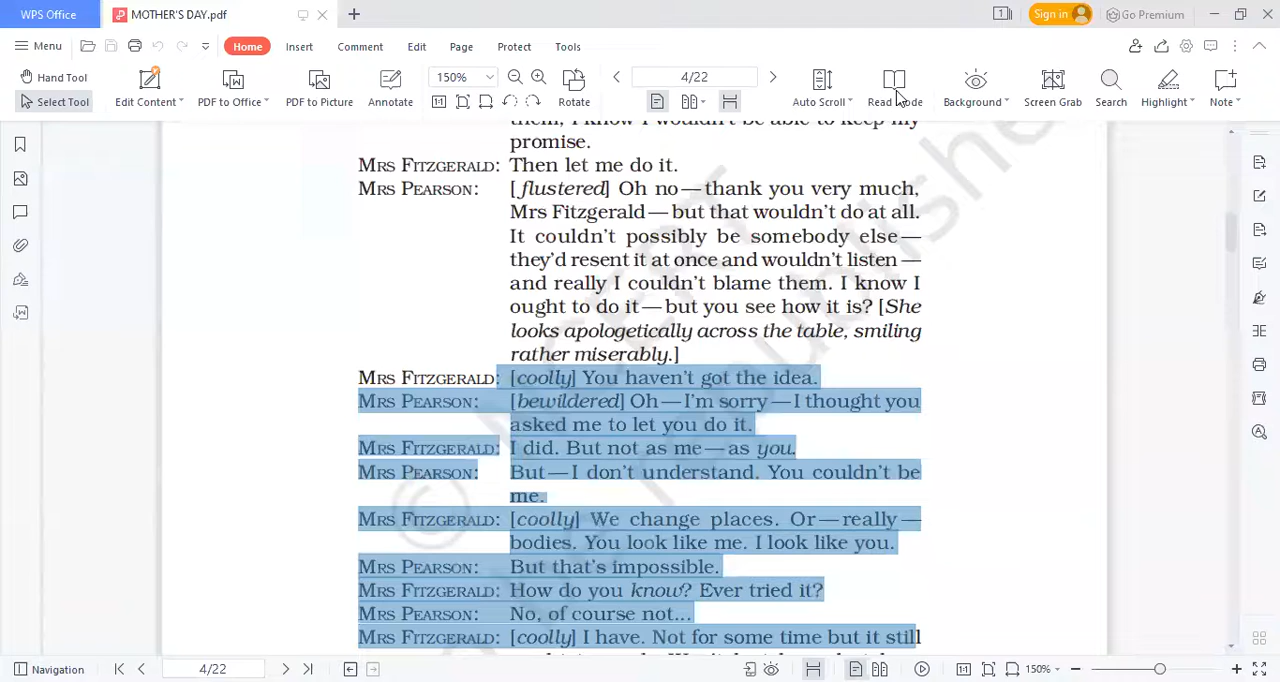 WPS Office
MOTHER'S DAY.pdf
Sign in
Go Premium
Menu
Home
Insert
Comment
Edit
Page
Protect
Tools
Hand Tool
Select Tool
Edit Content
PDF to Office
PDF to Picture
Annotate
150%
Rotate
4/22
Auto Scroll
Read Mode
Background
Screen Grab
Search
Highlight
Note
them, I know I wouldn't be able to keep my
promise.
MRS FITZGERALD: Then let me do it.
MRS PEARSON: [flustered] Oh no—thank you very much,
Mrs Fitzgerald—but that wouldn't do at all.
It couldn't possibly be somebody else—
they'd resent it at once and wouldn't listen—
and really I couldn't blame them. I know I
ought to do it—but you see how it is? [She
looks apologetically across the table, smiling
rather miserably.]
MRS FITZGERALD: [coolly] You haven't got the idea.
MRS PEARSON: [bewildered] Oh—I'm sorry—I thought you
asked me to let you do it.
MRS FITZGERALD: I did. But not as me—as you.
MRS PEARSON: But—I don't understand. You couldn't be
me.
MRS FITZGERALD: [coolly] We change places. Or—really—
bodies. You look like me. I look like you.
MRS PEARSON: But that's impossible.
MRS FITZGERALD: How do you know? Ever tried it?
MRS PEARSON: No, of course not...
MRS FITZGERALD: [coolly] I have. Not for some time but it still
Navigation
4/22
150%